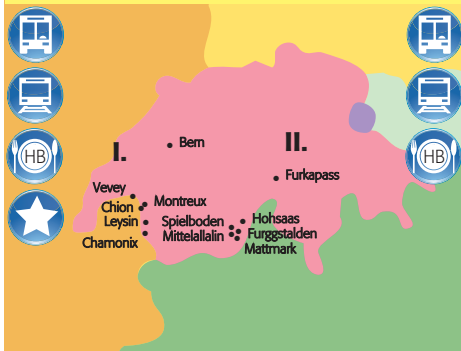 I.
II.
Bern
Furkapass
Vevey
Chion
Montreux
Leysin
Chamonix
Spielboden
Mittelallalin
Hohsaas
Furggstalden
Mattmark
HB
HB